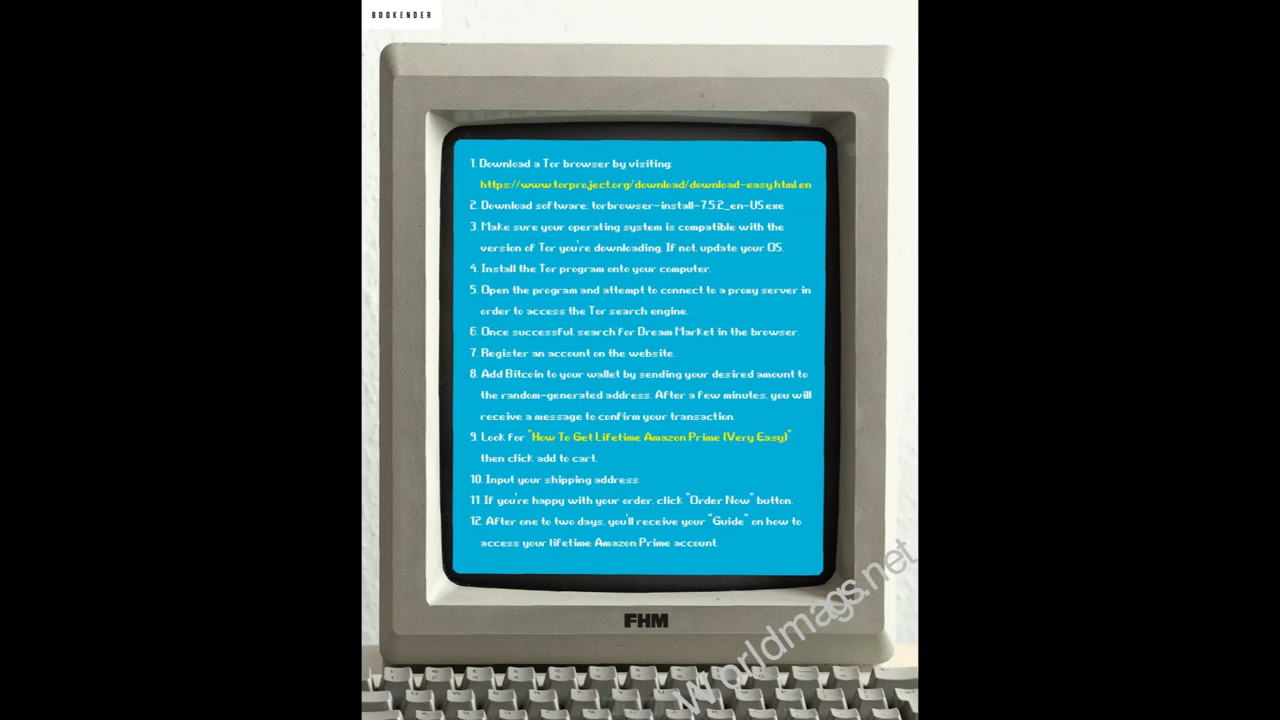 BOOKENDER
1. Download a Tor browser by visiting:
https://www.torproject.org/download/download-easy.html.en
2. Download software: torbrowser-install-7.5.2_en-US.exe
3. Make sure your operating system is compatible with the
version of Tor you're downloading. If not, update your OS.
4. Install the Tor program onto your computer.
5. Open the program and attempt to connect to a proxy server in
order to access the Tor search engine.
6. Once successful, search for Dream Market in the browser.
7. Register an account on the website.
8. Add Bitcoin to your wallet by sending your desired amount to
the random-generated address. After a few minutes, you will
receive a message to confirm your transaction.
9. Look for "How To Get Lifetime Amazon Prime (Very Easy)"
then click add to cart.
10. Input your shipping address.
11. If you're happy with your order, click "Order Now" button.
12. After one to two days, you'll receive your "Guide" on how to
access your lifetime Amazon Prime account.
FHM
worldmags.net